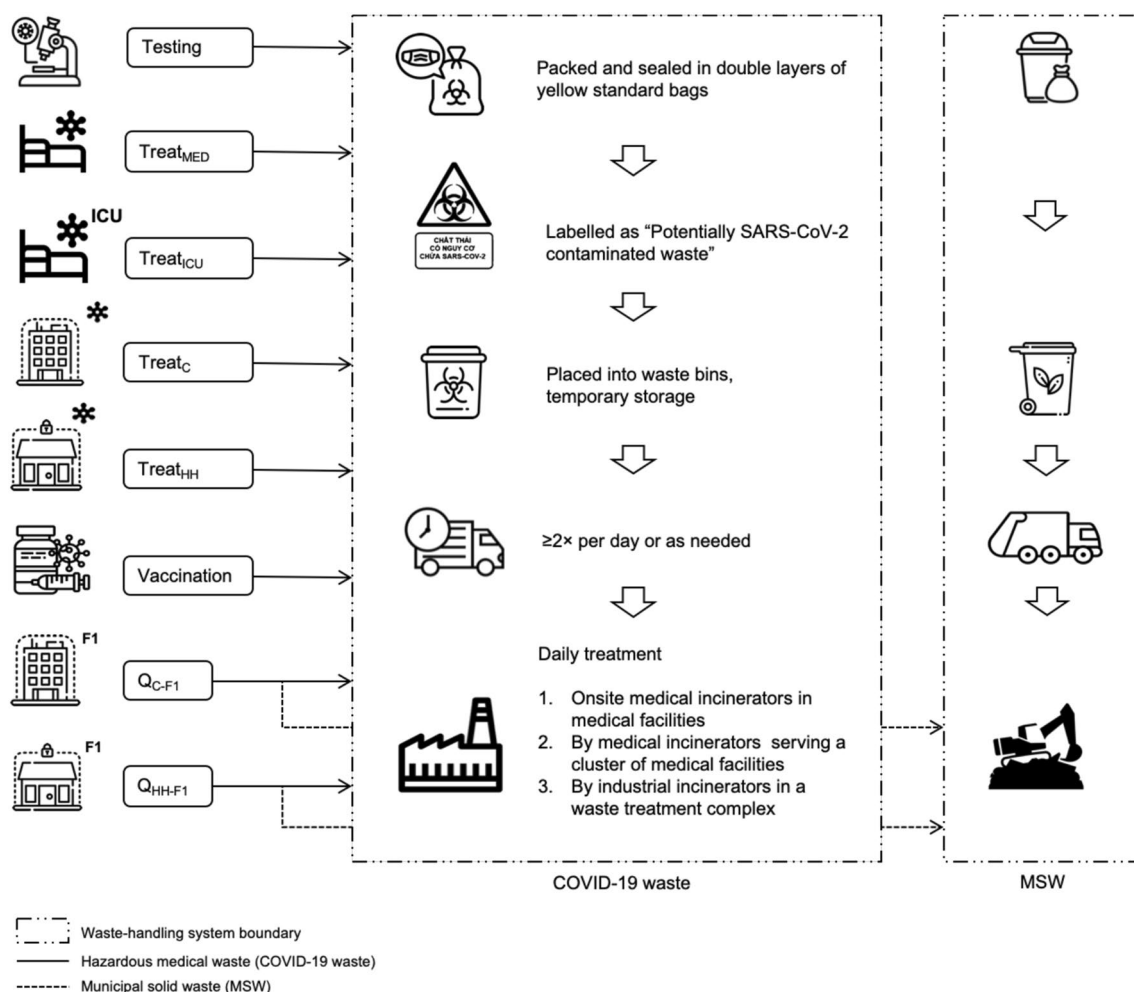 Testing
Packed and sealed in double layers of
yellow standard bags
TreatMED
ICU
TreatICU
CHẤT THẢI
CÓ NGUY CƠ
CHỨA SARS-COV-2
Labelled as “Potentially SARS-CoV-2
contaminated waste”
TreatC
Placed into waste bins,
temporary storage
TreatHH
Vaccination
≥2× per day or as needed
F1
QC-F1
Daily treatment
1. Onsite medical incinerators in
medical facilities
2. By medical incinerators serving a
cluster of medical facilities
3. By industrial incinerators in a
waste treatment complex
F1
QHH-F1
COVID-19 waste
MSW
Waste-handling system boundary
Hazardous medical waste (COVID-19 waste)
Municipal solid waste (MSW)